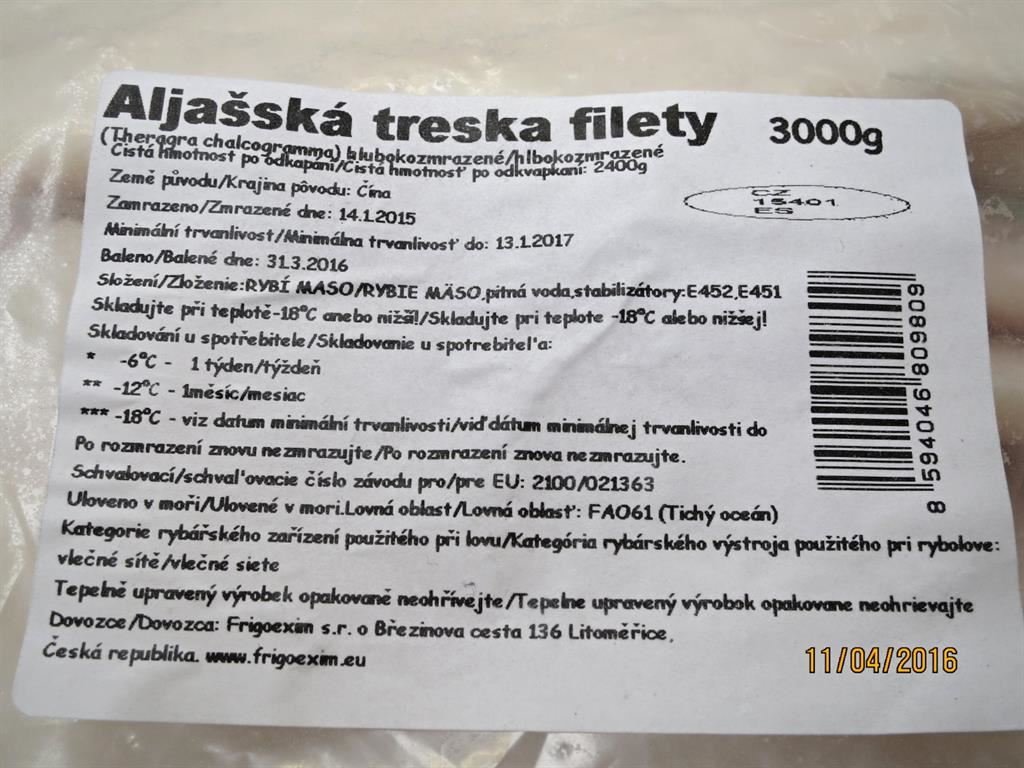 Aljašská treska filety 3000g
(Theragra chalcogramma) hlubokozmrazené/hlbokozmrazené
Čistá hmotnost po odkapání/Čistá hmotnosť po odkvapkaní: 2400g
Země původu/Krajina pôvodu: Čína
CZ
15401
ES
Zamrazeno/Zmrazené dne: 14.1.2015
Minimální trvanlivost/Minimálna trvanlivosť do: 13.1.2017
Baleno/Balené dne: 31.3.2016
Složení/Zloženie:RYBÍ MASO/RYBIE MÄSO,pitná voda,stabilizátory:E452,E451
Skladujte při teplotě-18°C anebo nižší!/Skladujte pri teplote -18°C alebo nižšej!
Skladování u spotřebitele/Skladovanie u spotrebitel'a:
* -6°C - 1 týden/týždeň
** -12°C - 1měsíc/mesiac
*** -18°C - viz datum minimální trvanlivosti/viď dátum minimálnej trvanlivosti do
Po rozmrazení znovu nezmrazujte/Po rozmrazení znova nezmrazujte.
Schvalovací/schval'ovacie číslo závodu pro/pre EU: 2100/021363
Uloveno v moři/Ulovené v mori.Lovná oblast/Lovná oblasť: FAO61 (Tichý oceán)
Kategorie rybářského zařízení použitého při lovu/Kategória rybárského výstroja použitého pri rybolove:
vlečné sítě/vlečné siete
Tepelně upravený výrobek opakovaně neohřívejte/Tepelne upravený výrobok opakovane neohrievajte
Dovozce/Dovozca: Frigoexim s.r. o Březinova cesta 136 Litoměřice,
Česká republika. www.frigoexim.eu
8 594046 809809
11/04/2016